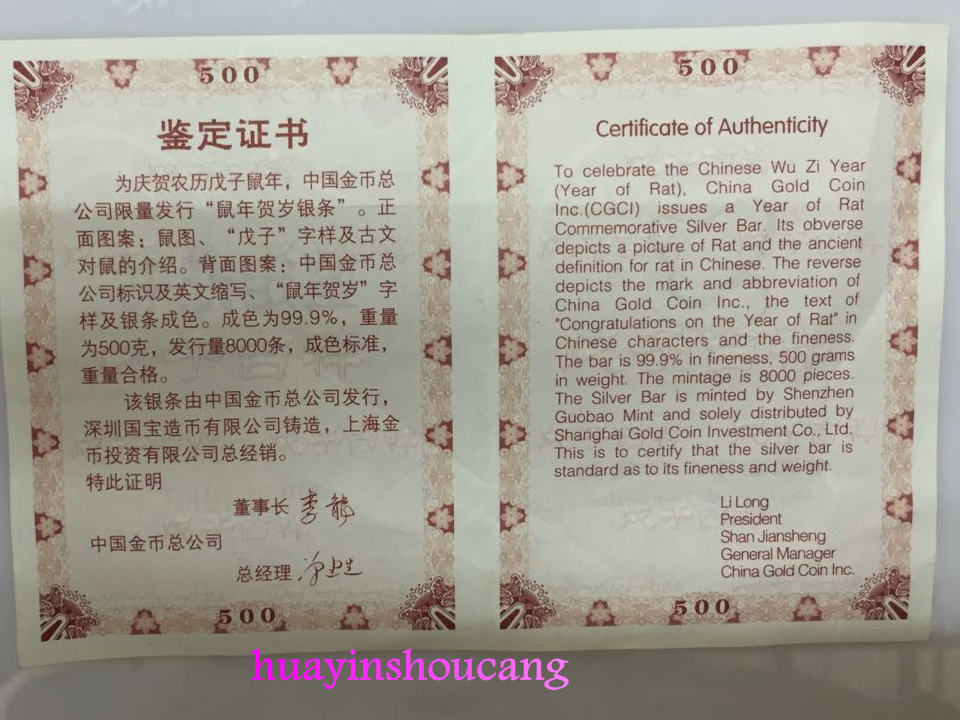 500
鉴定证书
为庆贺农历戊子鼠年，中国金币总
公司限量发行“鼠年贺岁银条”。正
面图案：鼠图、“戊子”字样及古文
对鼠的介绍。背面图案：中国金币总
公司标识及英文缩写、“鼠年贺岁”字
样及银条成色。成色为99.9%，重量
为500克，发行量8000条，成色标准，
重量合格。
该银条由中国金币总公司发行，
深圳国宝造币有限公司铸造，上海金
币投资有限公司总经销。
特此证明
董事长 李龙
中国金币总公司
总经理
500
500
Certificate of Authenticity
To celebrate the Chinese Wu Zi Year
(Year of Rat), China Gold Coin
Inc.(CGCI) issues a Year of Rat
Commemorative Silver Bar. Its obverse
depicts a picture of Rat and the ancient
definition for rat in Chinese. The reverse
depicts the mark and abbreviation of
China Gold Coin Inc., the text of
"Congratulations on the Year of Rat" in
Chinese characters and the fineness.
The bar is 99.9% in fineness, 500 grams
in weight. The mintage is 8000 pieces.
The Silver Bar is minted by Shenzhen
Guobao Mint and solely distributed by
Shanghai Gold Coin Investment Co., Ltd.
This is to certify that the silver bar is
standard as to its fineness and weight.
Li Long
President
Shan Jiansheng
General Manager
China Gold Coin Inc.
500
huayinshoucang